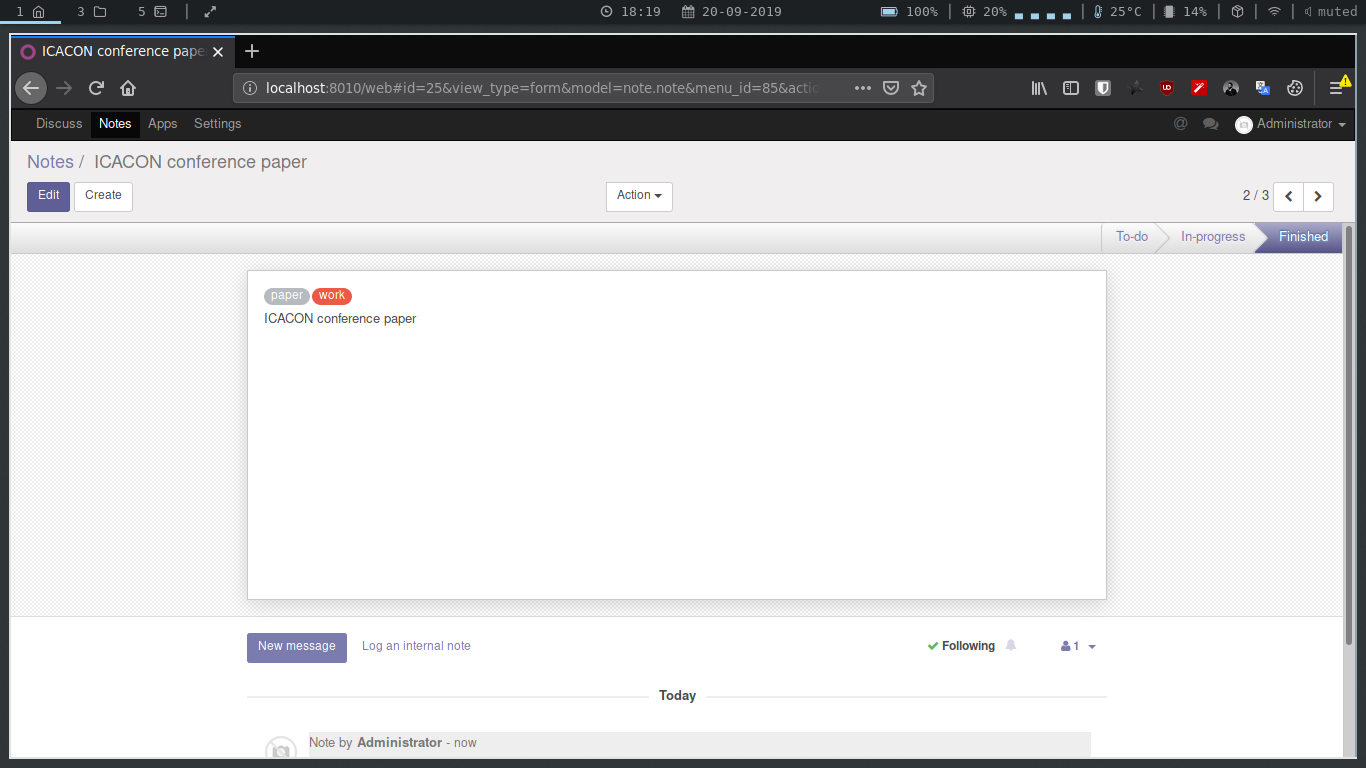 1 3 5 18:19 20-09-2019 100% 20% 25°C 14% muted
ICACON conference pape
localhost:8010/web#id=25&view_type=form&model=note.note&menu_id=85&acti
Discuss Notes Apps Settings Administrator
Notes / ICACON conference paper
Edit Create Action 2 / 3
To-do In-progress Finished
paper work
ICACON conference paper
New message Log an internal note Following 1
Today
Note by Administrator - now